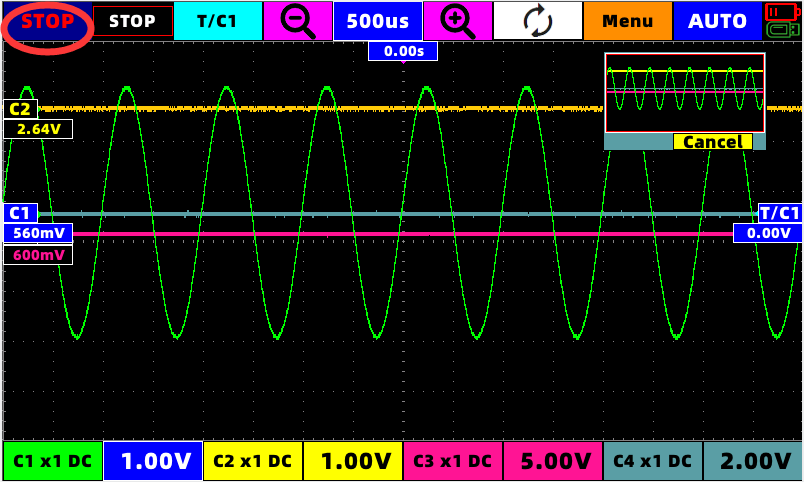 STOP STOP T/C1 500us Menu AUTO
0.00s
Cancel
C2
2.64V
C1 T/C1
560mV 0.00V
600mV
C1 x1 DC 1.00V C2 x1 DC 1.00V C3 x1 DC 5.00V C4 x1 DC 2.00V